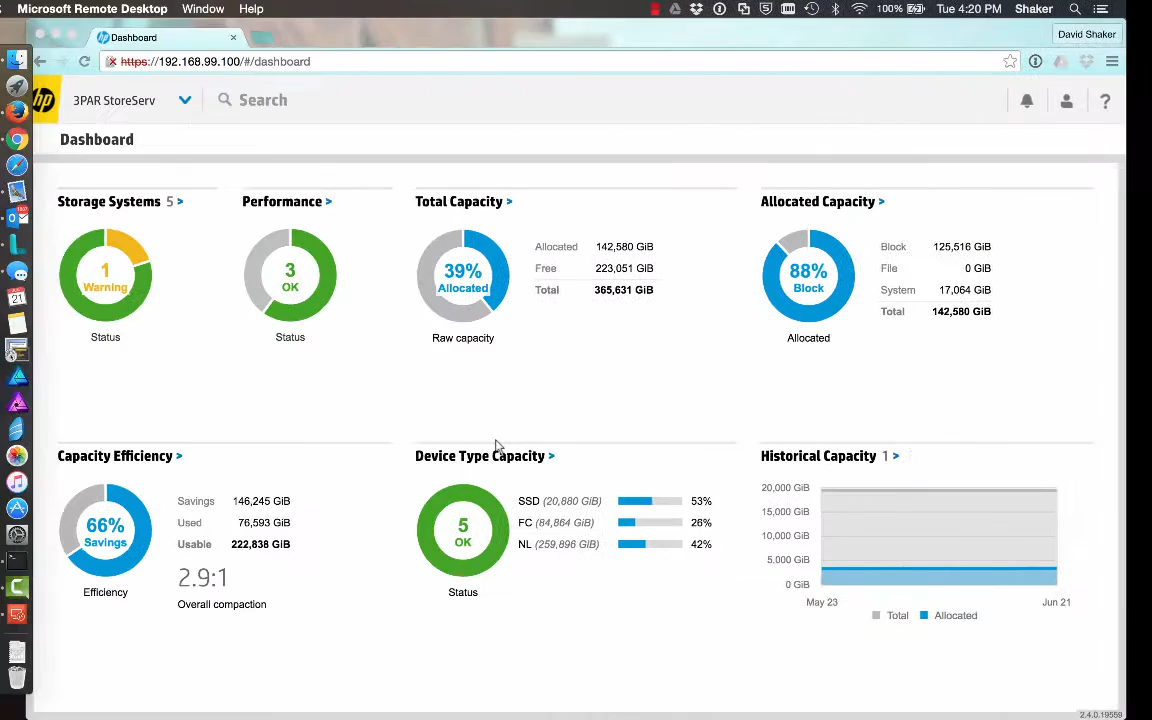 Microsoft Remote Desktop Window Help 100% Tue 4:20 PM Shaker
Dashboard
David Shaker
https://192.168.99.100/#/dashboard
hp 3PAR StoreServ Search ?
Dashboard
Storage Systems 5 >
Performance >
Total Capacity >
Allocated Capacity >
1
Warning
Status
3
OK
Status
39%
Allocated
Raw capacity
Allocated 142,580 GiB
Free 223,051 GiB
Total 365,631 GiB
88%
Block
Allocated
Block 125,516 GiB
File 0 GiB
System 17,064 GiB
Total 142,580 GiB
Capacity Efficiency >
Device Type Capacity >
Historical Capacity 1 >
66%
Savings
Efficiency
Savings 146,245 GiB
Used 76,593 GiB
Usable 222,838 GiB
2.9:1
Overall compaction
5
OK
Status
SSD (20,880 GiB) 53%
FC (84,864 GiB) 26%
NL (259,896 GiB) 42%
20,000 GiB
15,000 GiB
10,000 GiB
5,000 GiB
0 GiB
May 23 Jun 21
Total Allocated
2.4.0.19559